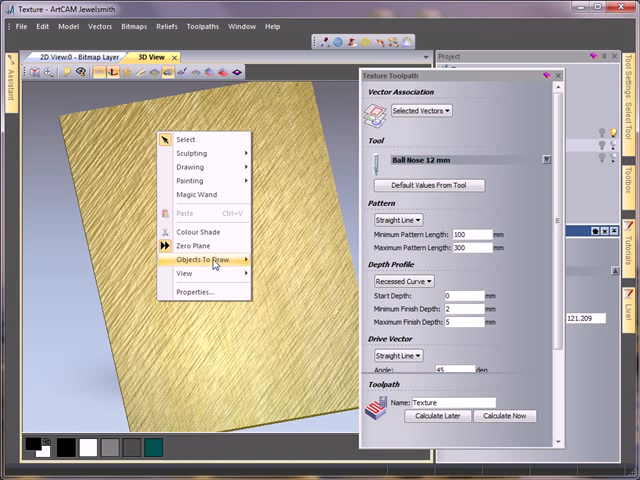 Texture - ArtCAM Jewelsmith
File Edit Model Vectors Bitmaps Reliefs Toolpaths Window Help
2D View:0 - Bitmap Layer 3D View
Project
Assistant
Texture Toolpath
Vector Association
Selected Vectors
Tool
Ball Nose 12 mm
Default Values From Tool
Pattern
Straight Line
Minimum Pattern Length: 100 mm
Maximum Pattern Length: 300 mm
Depth Profile
Recessed Curve
Start Depth: 0 mm
Minimum Finish Depth: 2 mm
Maximum Finish Depth: 5 mm
Drive Vector
Straight Line
Angle: 45 deg
Toolpath
Name: Texture
Calculate Later Calculate Now
Select
Sculpting
Drawing
Painting
Magic Wand
Paste Ctrl+V
Colour Shade
Zero Plane
Objects To Draw
View
Properties...
121.209
Tool Settings: Select Tool
Toolbox
Tutorials
Live!